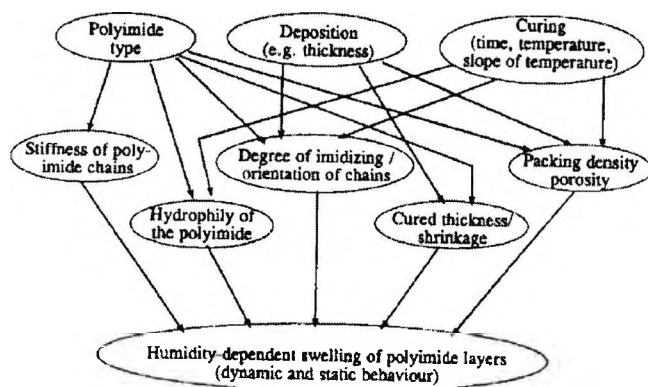 Polyimide
type
Deposition
(e.g. thickness)
Curing
(time, temperature,
slope of temperature)
Stiffness of poly-
imide chains
Degree of imidizing /
orientation of chains
Packing density
porosity
Hydrophily of
the polyimide
Cured thickness/
shrinkage
Humidity-dependent swelling of polyimide layers
(dynamic and static behaviour)